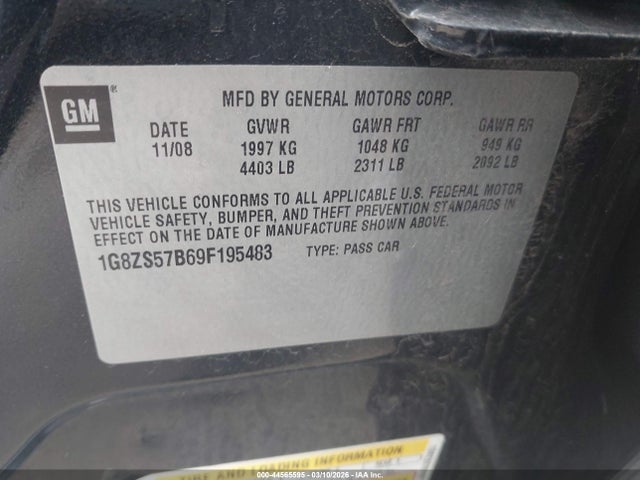 GM®
MFD BY GENERAL MOTORS CORP.
DATE GVWR GAWR FRT GAWR RR
11/08 1997 KG 1048 KG 949 KG
4403 LB 2311 LB 2092 LB
THIS VEHICLE CONFORMS TO ALL APPLICABLE U.S. FEDERAL MOTOR
VEHICLE SAFETY, BUMPER, AND THEFT PREVENTION STANDARDS IN
EFFECT ON THE DATE OF MANUFACTURE SHOWN ABOVE.
1G8ZS57B69F195483 TYPE: PASS CAR
TIRE AND LOADING INFORMATION
000-44565595 - 03/10/2026 - IAAI.COM